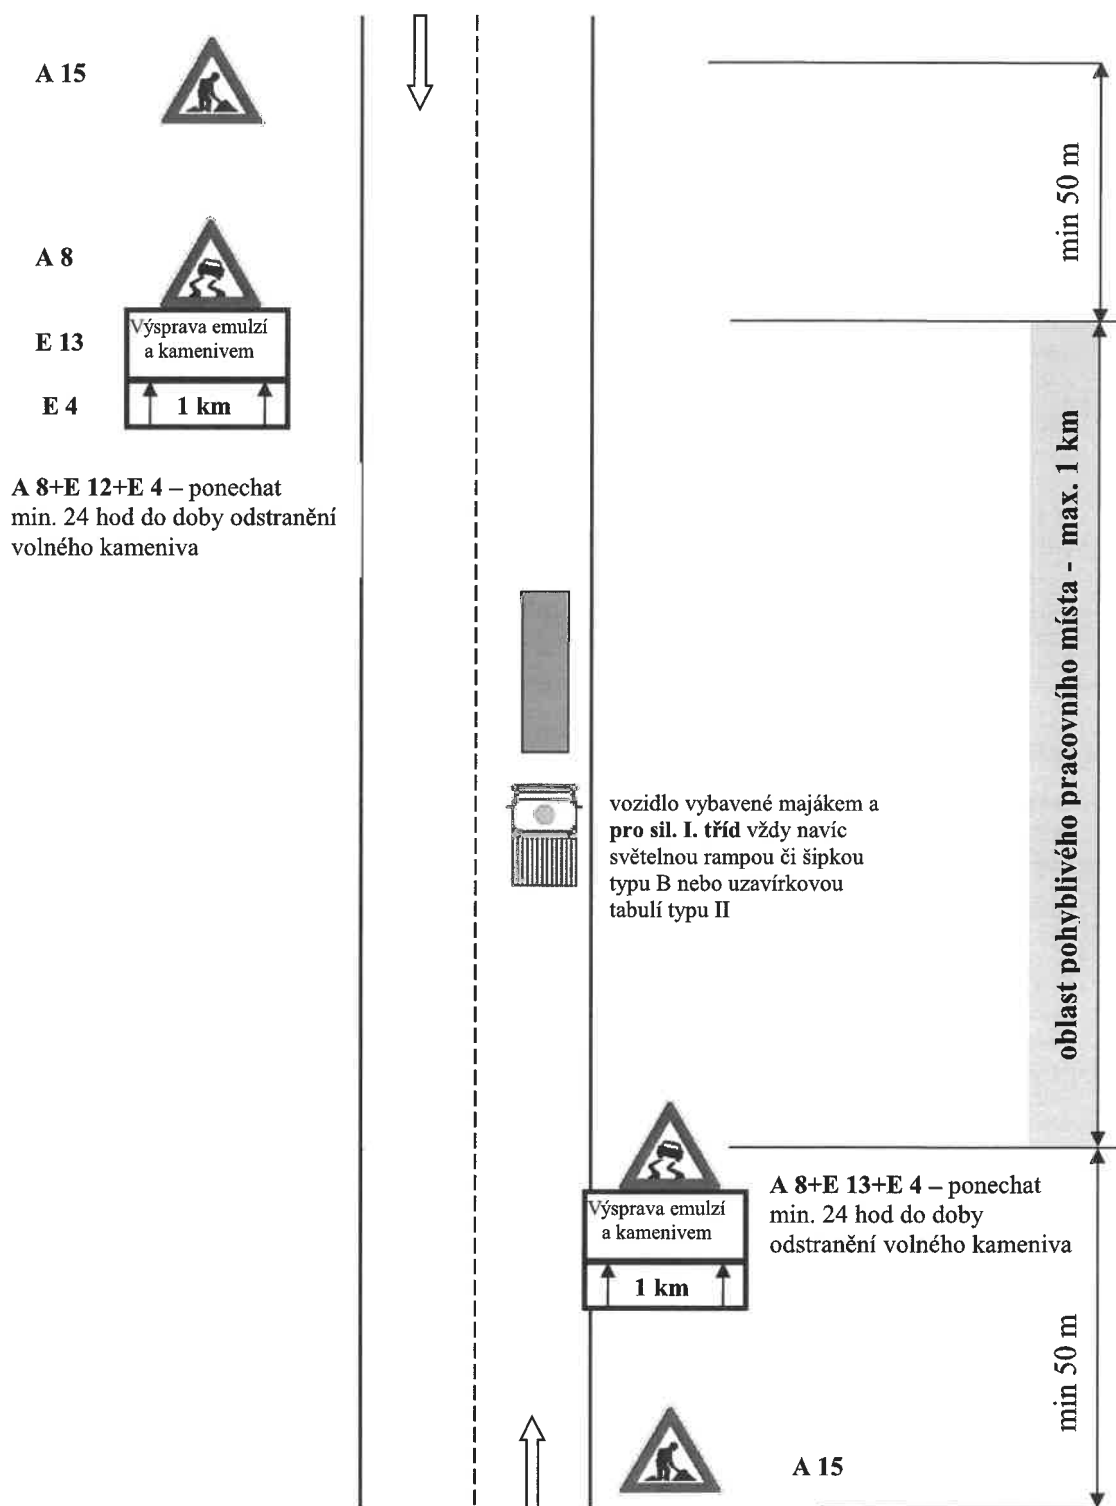 A 15
min 50 m
A 8
Výsprava emulzí
a kamenivem
E 13
E 4
1 km
A 8+E 12+E 4 – ponechat
min. 24 hod do doby odstranění
volného kameniva
oblast pohyblivého pracovního místa - max. 1 km
vozidlo vybavené majákem a
pro sil. I. tříd vždy navíc
světelnou rampou či šipkou
typu B nebo uzavírkovou
tabulí typu II
Výsprava emulzí
a kamenivem
1 km
A 8+E 13+E 4 – ponechat
min. 24 hod do doby
odstranění volného kameniva
min 50 m
A 15